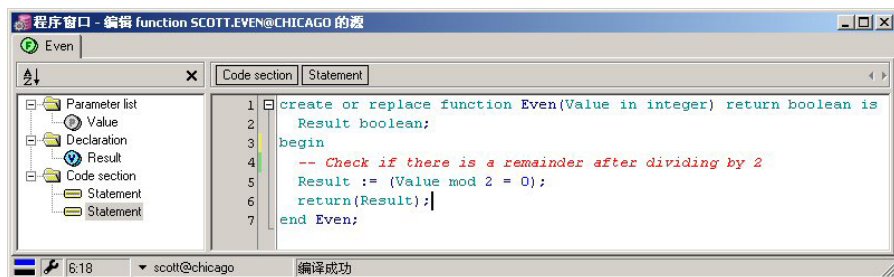 程序窗口 - 编辑 function SCOTT.EVEN@CHICAGO 的源
Even
Code section Statement
Parameter list
Value
Declaration
Result
Code section
Statement
Statement
1 create or replace function Even(Value in integer) return boolean is
2 Result boolean;
3 begin
4 -- Check if there is a remainder after dividing by 2
5 Result := (Value mod 2 = 0);
6 return(Result);
7 end Even;
6:18 scott@chicago 编译成功